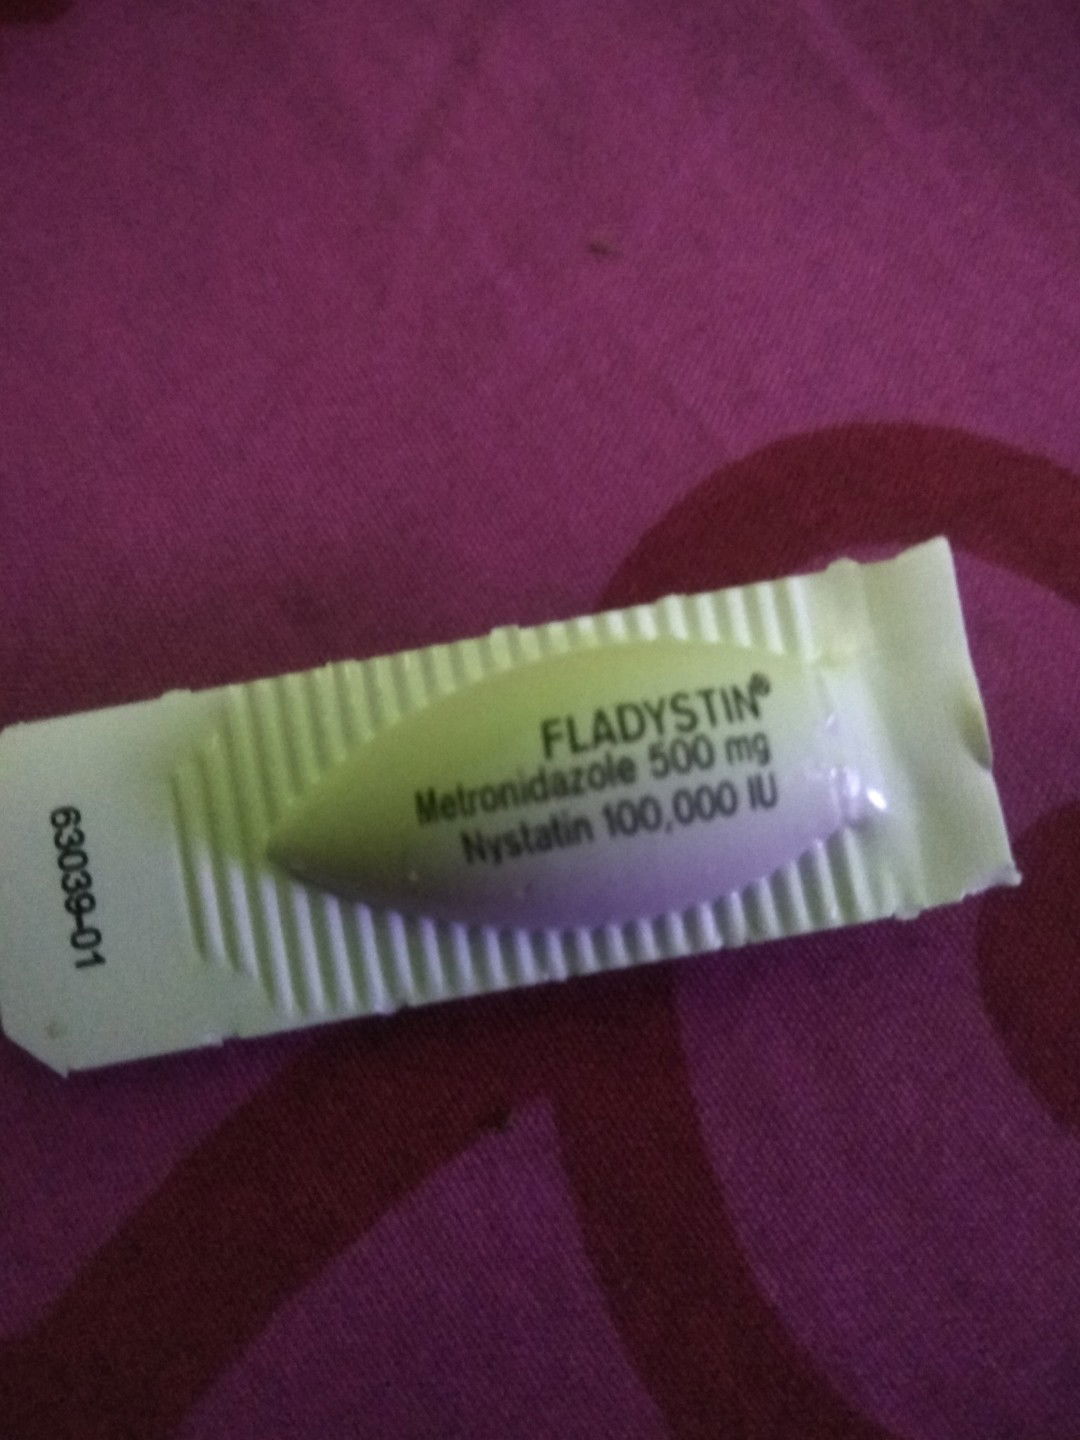 FLADYSTIN®
Metronidazole 500 mg
Nystatin 100,000 IU
63039-01